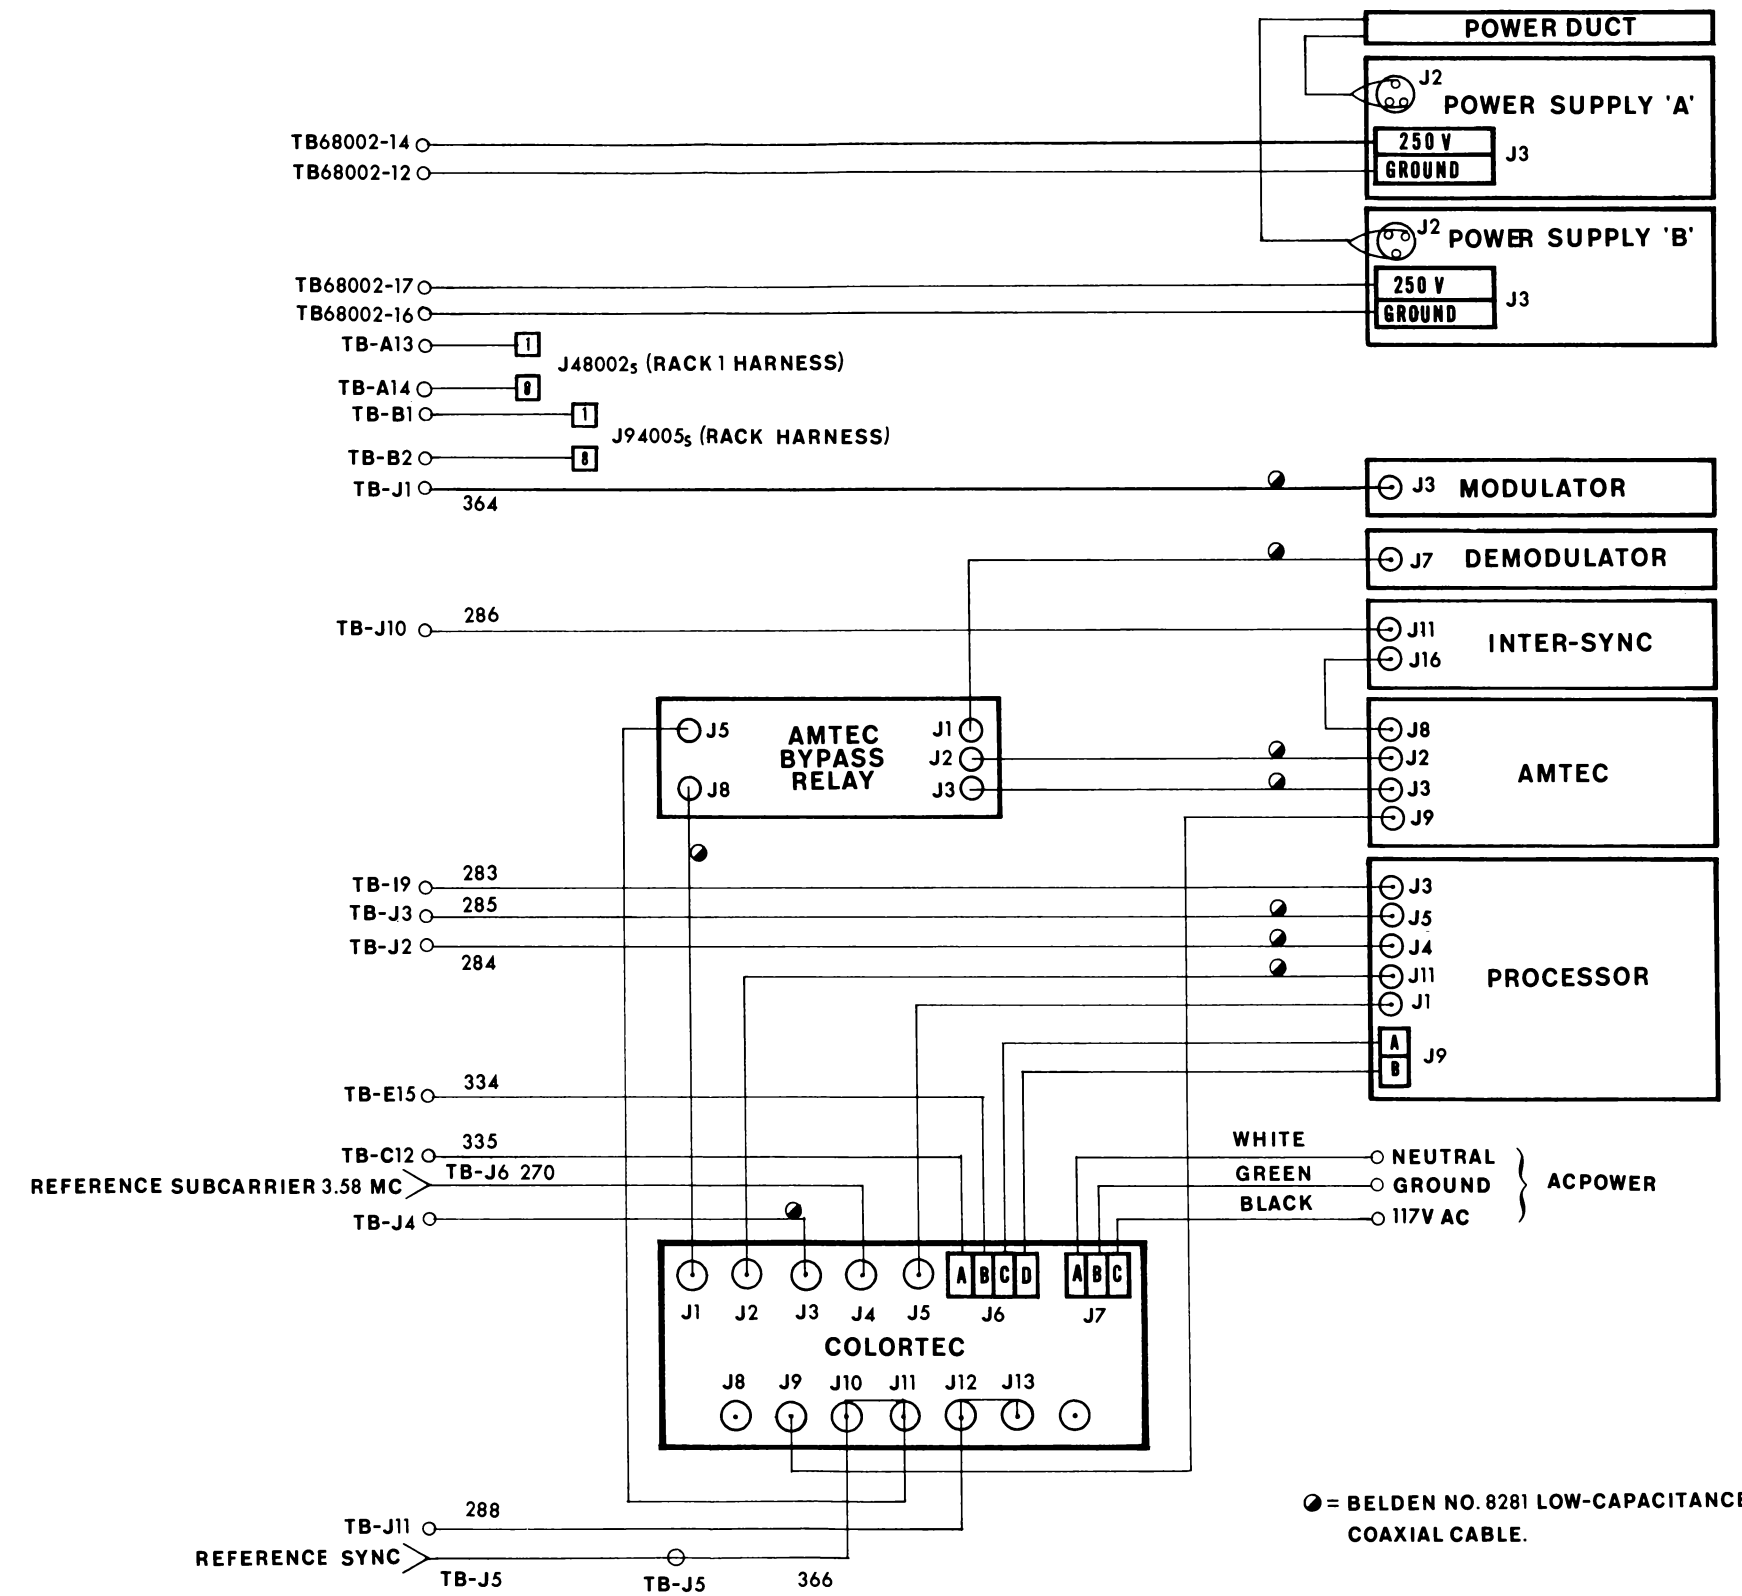 POWER DUCT
J2
POWER SUPPLY 'A'
TB68002-14
250 V
J3
TB68002-12
GROUND
J2
POWER SUPPLY 'B'
TB68002-17
250 V
J3
TB68002-16
GROUND
TB-A13
1
J48002s (RACK 1 HARNESS)
TB-A14
TB-B1
1
J94005s (RACK HARNESS)
TB-B2
8
TB-J1
364
J3
MODULATOR
J7
DEMODULATOR
TB-J10
286
J11
J16
INTER-SYNC
J5
AMTEC
BYPASS
RELAY
J8
J1
J2
J3
J8
J2
J3
J9
AMTEC
TB-I9
283
J3
TB-J3
285
J5
TB-J2
284
J4
J11
J1
PROCESSOR
A
B
J9
TB-E15
334
TB-C12
335
REFERENCE SUBCARRIER 3.58 MC
TB-J6 270
TB-J4
WHITE
NEUTRAL
GREEN
GROUND
BLACK
117V AC
ACPOWER
A B C D
A B C
J1
J2
J3
J4
J5
J6
J7
COLORTEC
J8
J9
J10
J11
J12
J13
TB-J11
288
REFERENCE SYNC
TB-J5
TB-J5
366
= BELDEN NO. 8281 LOW-CAPACITANCE
COAXIAL CABLE.